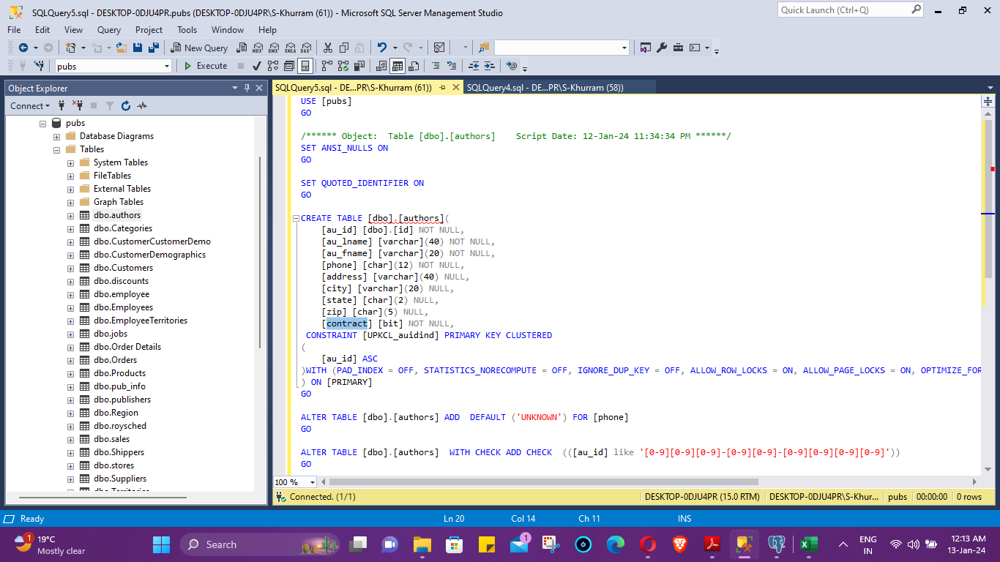 SQLQuery5.sql - DESKTOP-0DJU4PR.pubs (DESKTOP-0DJU4PR\S-Khurram (61)) - Microsoft SQL Server Management Studio
Quick Launch (Ctrl+Q)
File Edit View Query Project Tools Window Help
New Query
MDX DMX XMLA DAX
pubs
Execute
Object Explorer
Connect
pubs
Database Diagrams
Tables
System Tables
FileTables
External Tables
Graph Tables
dbo.authors
dbo.Categories
dbo.CustomerCustomerDemo
dbo.CustomerDemographics
dbo.Customers
dbo.discounts
dbo.employee
dbo.Employees
dbo.EmployeeTerritories
dbo.jobs
dbo.Order Details
dbo.Orders
dbo.Products
dbo.pub_info
dbo.publishers
dbo.Region
dbo.roysched
dbo.sales
dbo.Shippers
dbo.stores
dbo.Suppliers
dbo.Territories
SQLQuery5.sql - DE...PR\S-Khurram (61)) SQLQuery4.sql - DE...PR\S-Khurram (58))
USE [pubs]
GO
/****** Object:  Table [dbo].[authors]    Script Date: 12-Jan-24 11:34:34 PM ******/
SET ANSI_NULLS ON
GO
SET QUOTED_IDENTIFIER ON
GO
CREATE TABLE [dbo].[authors](
[au_id] [dbo].[id] NOT NULL,
[au_lname] [varchar](40) NOT NULL,
[au_fname] [varchar](20) NOT NULL,
[phone] [char](12) NOT NULL,
[address] [varchar](40) NULL,
[city] [varchar](20) NULL,
[state] [char](2) NULL,
[zip] [char](5) NULL,
[contract] [bit] NOT NULL,
CONSTRAINT [UPKCL_auidind] PRIMARY KEY CLUSTERED
(
[au_id] ASC
)WITH (PAD_INDEX = OFF, STATISTICS_NORECOMPUTE = OFF, IGNORE_DUP_KEY = OFF, ALLOW_ROW_LOCKS = ON, ALLOW_PAGE_LOCKS = ON, OPTIMIZE_FOR
) ON [PRIMARY]
GO
ALTER TABLE [dbo].[authors] ADD  DEFAULT ('UNKNOWN') FOR [phone]
GO
ALTER TABLE [dbo].[authors]  WITH CHECK ADD CHECK  (([au_id] like '[0-9][0-9][0-9]-[0-9][0-9]-[0-9][0-9][0-9][0-9]'))
GO
100 %
Connected. (1/1) DESKTOP-0DJU4PR (15.0 RTM) DESKTOP-0DJU4PR\S-Khur... pubs 00:00:00 0 rows
Ready Ln 20 Col 14 Ch 11 INS
1
19°C
Mostly clear
Search
1
ENG
IN
12:13 AM
13-Jan-24